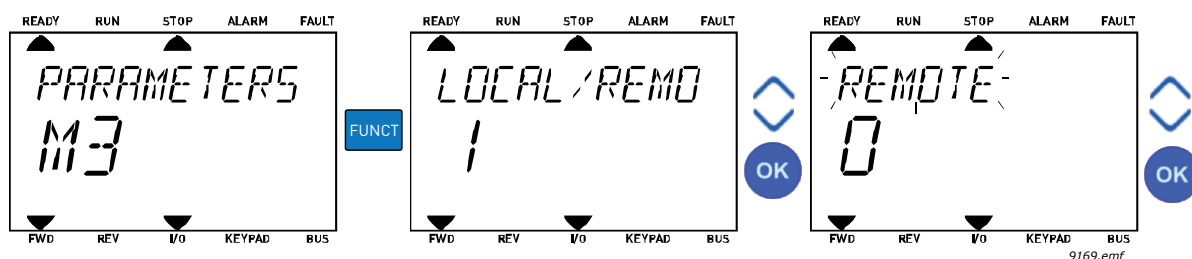 READY RUN STOP ALARM FAULT
PARAMETERS
M3
FWD REV I/O KEYPAD BUS
FUNCT
READY RUN STOP ALARM FAULT
LOCAL/REMO
1
FWD REV I/O KEYPAD BUS
OK
READY RUN STOP ALARM FAULT
REMOTE
0
FWD REV I/O KEYPAD BUS
OK
9169.emf